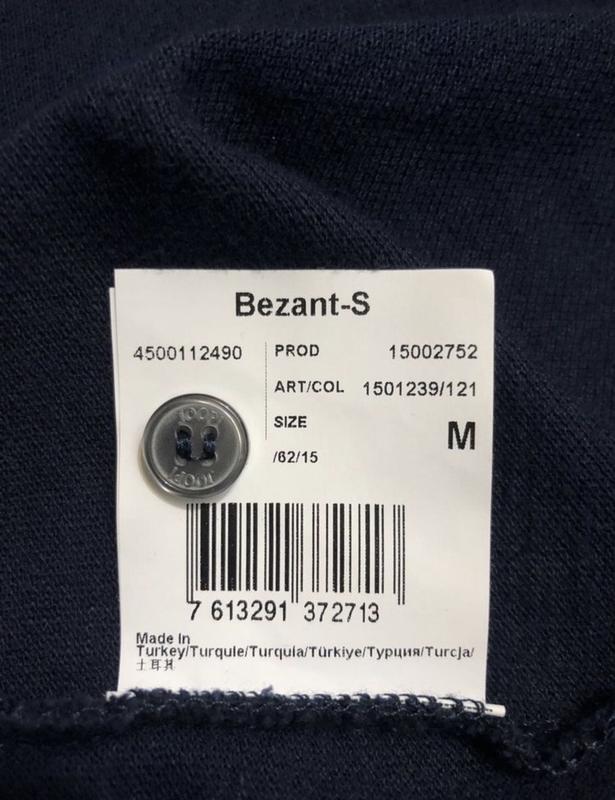 Bezant-S
4500112490
PROD 15002752
ART/COL 1501239/121
SIZE M
/62/15
7 613291 372713
Made In
Turkey/Turquie/Turquia/Türkiye/Турция/Turcja/
土耳其